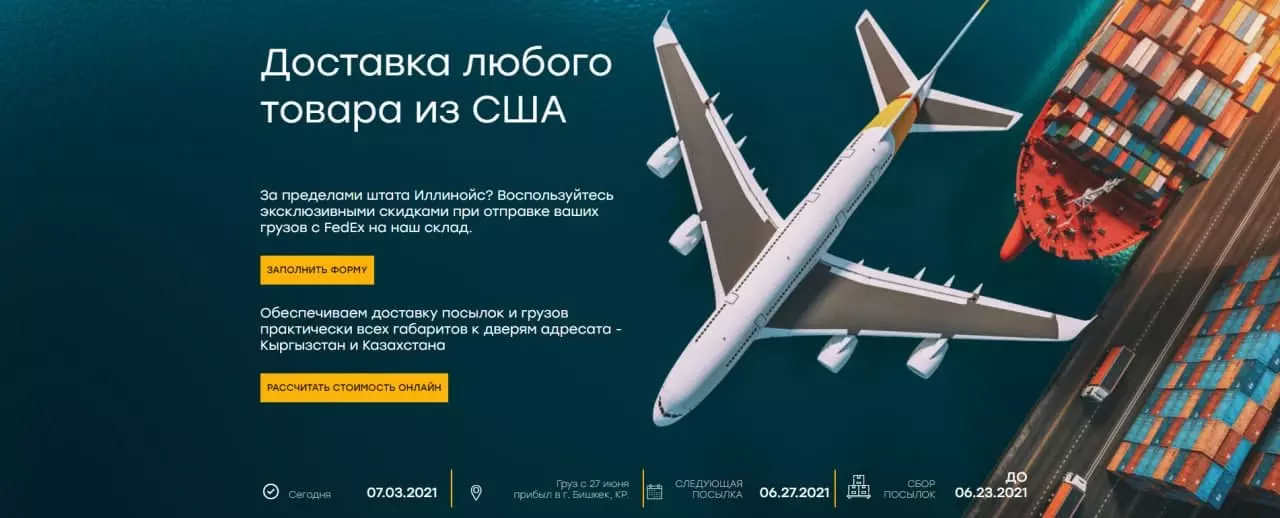 Доставка любого
товара из США
За пределами штата Иллинойс? Воспользуйтесь
эксклюзивными скидками при отправке ваших
грузов с FedEx на наш склад.
ЗАПОЛНИТЬ ФОРМУ
Обеспечиваем доставку посылок и грузов
практически всех габаритов к дверям адресата -
Кыргызстан и Казахстана
РАССЧИТАТЬ СТОИМОСТЬ ОНЛАЙН
Сегодня
07.03.2021
Груз с 27 июня
прибыл в г. Бишкек, КР.
СЛЕДУЮЩАЯ
ПОСЫЛКА
06.27.2021
СБОР
ПОСЫЛОК
ДО
06.23.2021